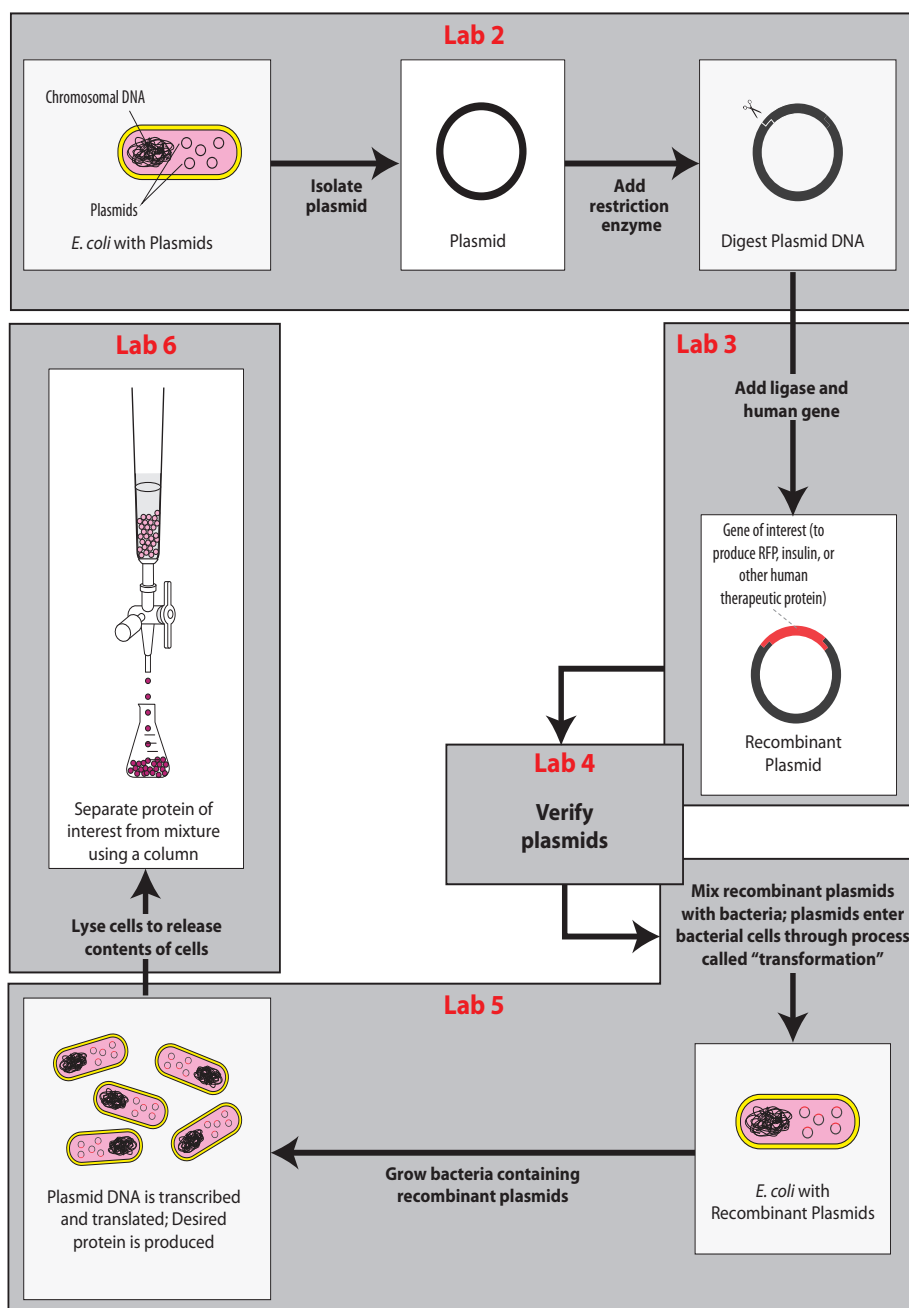 Lab 2
Chromosomal DNA
Plasmids
E. coli with Plasmids
Isolate
plasmid
Plasmid
Add
restriction
enzyme
Digest Plasmid DNA
Lab 3
Add ligase and
human gene
Gene of interest (to
produce RFP, insulin, or
other human
therapeutic protein)
Recombinant
Plasmid
Lab 4
Verify
plasmids
Mix recombinant plasmids
with bacteria; plasmids enter
bacterial cells through process
called “transformation”
Lab 5
E. coli with
Recombinant Plasmids
Grow bacteria containing
recombinant plasmids
Plasmid DNA is transcribed
and translated; Desired
protein is produced
Lyse cells to release
contents of cells
Lab 6
Separate protein of
interest from mixture
using a column